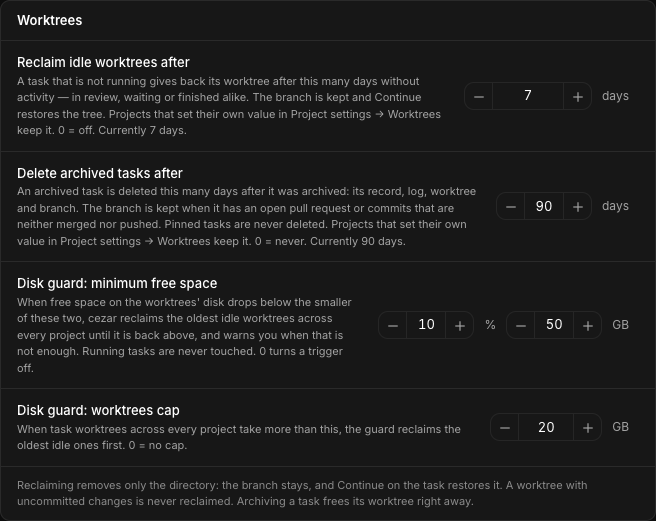 Worktrees
Reclaim idle worktrees after
A task that is not running gives back its worktree after this many days without
activity — in review, waiting or finished alike. The branch is kept and Continue
restores the tree. Projects that set their own value in Project settings → Worktrees
keep it. 0 = off. Currently 7 days.
− 7 + days
Delete archived tasks after
An archived task is deleted this many days after it was archived: its record, log, worktree
and branch. The branch is kept when it has an open pull request or commits that are
neither merged nor pushed. Pinned tasks are never deleted. Projects that set their own
value in Project settings → Worktrees keep it. 0 = never. Currently 90 days.
− 90 + days
Disk guard: minimum free space
When free space on the worktrees' disk drops below the smaller
of these two, cezar reclaims the oldest idle worktrees across
every project until it is back above, and warns you when that is
not enough. Running tasks are never touched. 0 turns a trigger
off.
− 10 + % − 50 + GB
Disk guard: worktrees cap
When task worktrees across every project take more than this, the guard reclaims the
oldest idle ones first. 0 = no cap.
− 20 + GB
Reclaiming removes only the directory: the branch stays, and Continue on the task restores it. A worktree with
uncommitted changes is never reclaimed. Archiving a task frees its worktree right away.